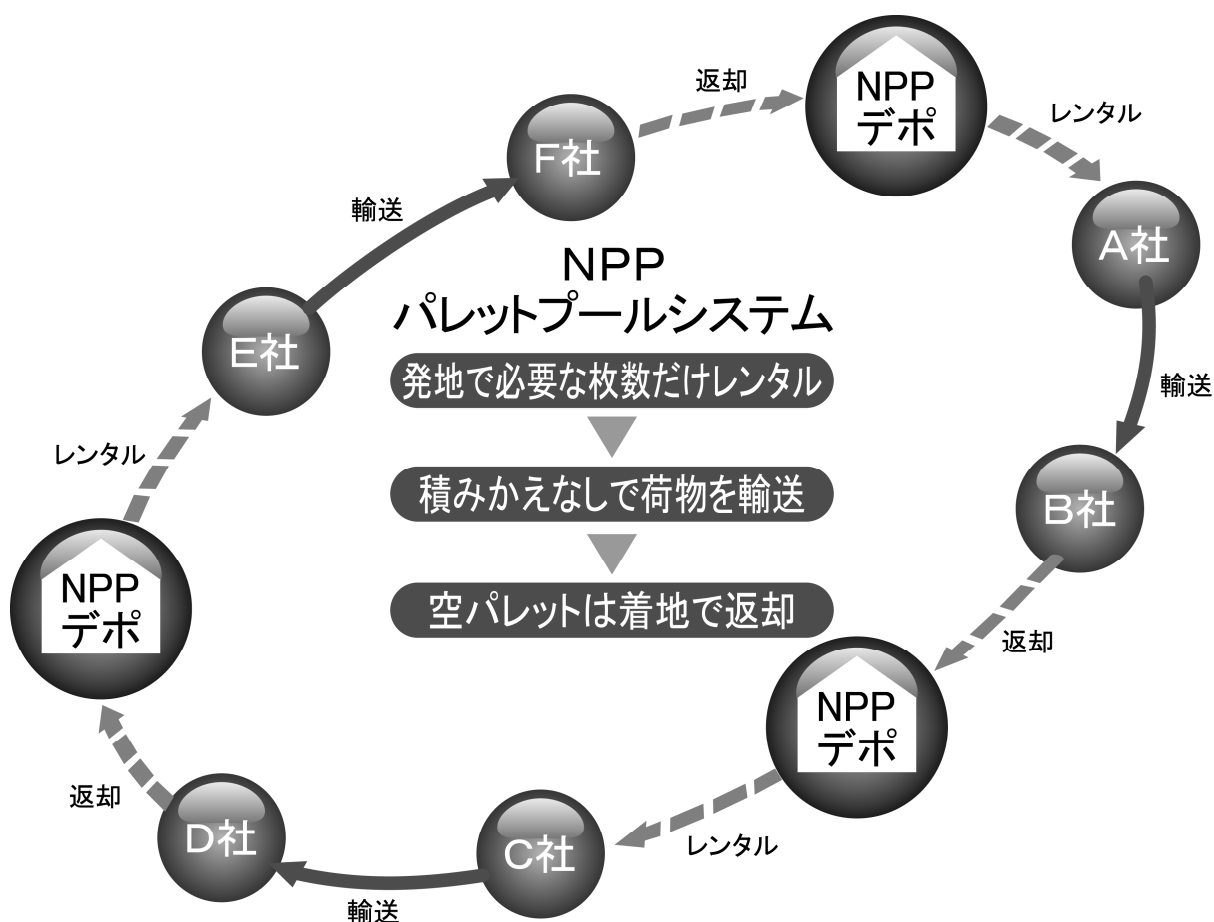 返却
NPP
デポ
レンタル
F社
A社
輸送
NPP
パレットプールシステム
E社
発地で必要な枚数だけレンタル
輸送
レンタル
積みかえなしで荷物を輸送
B社
NPP
デポ
空パレットは着地で返却
返却
NPP
デポ
返却
D社
C社
レンタル
輸送